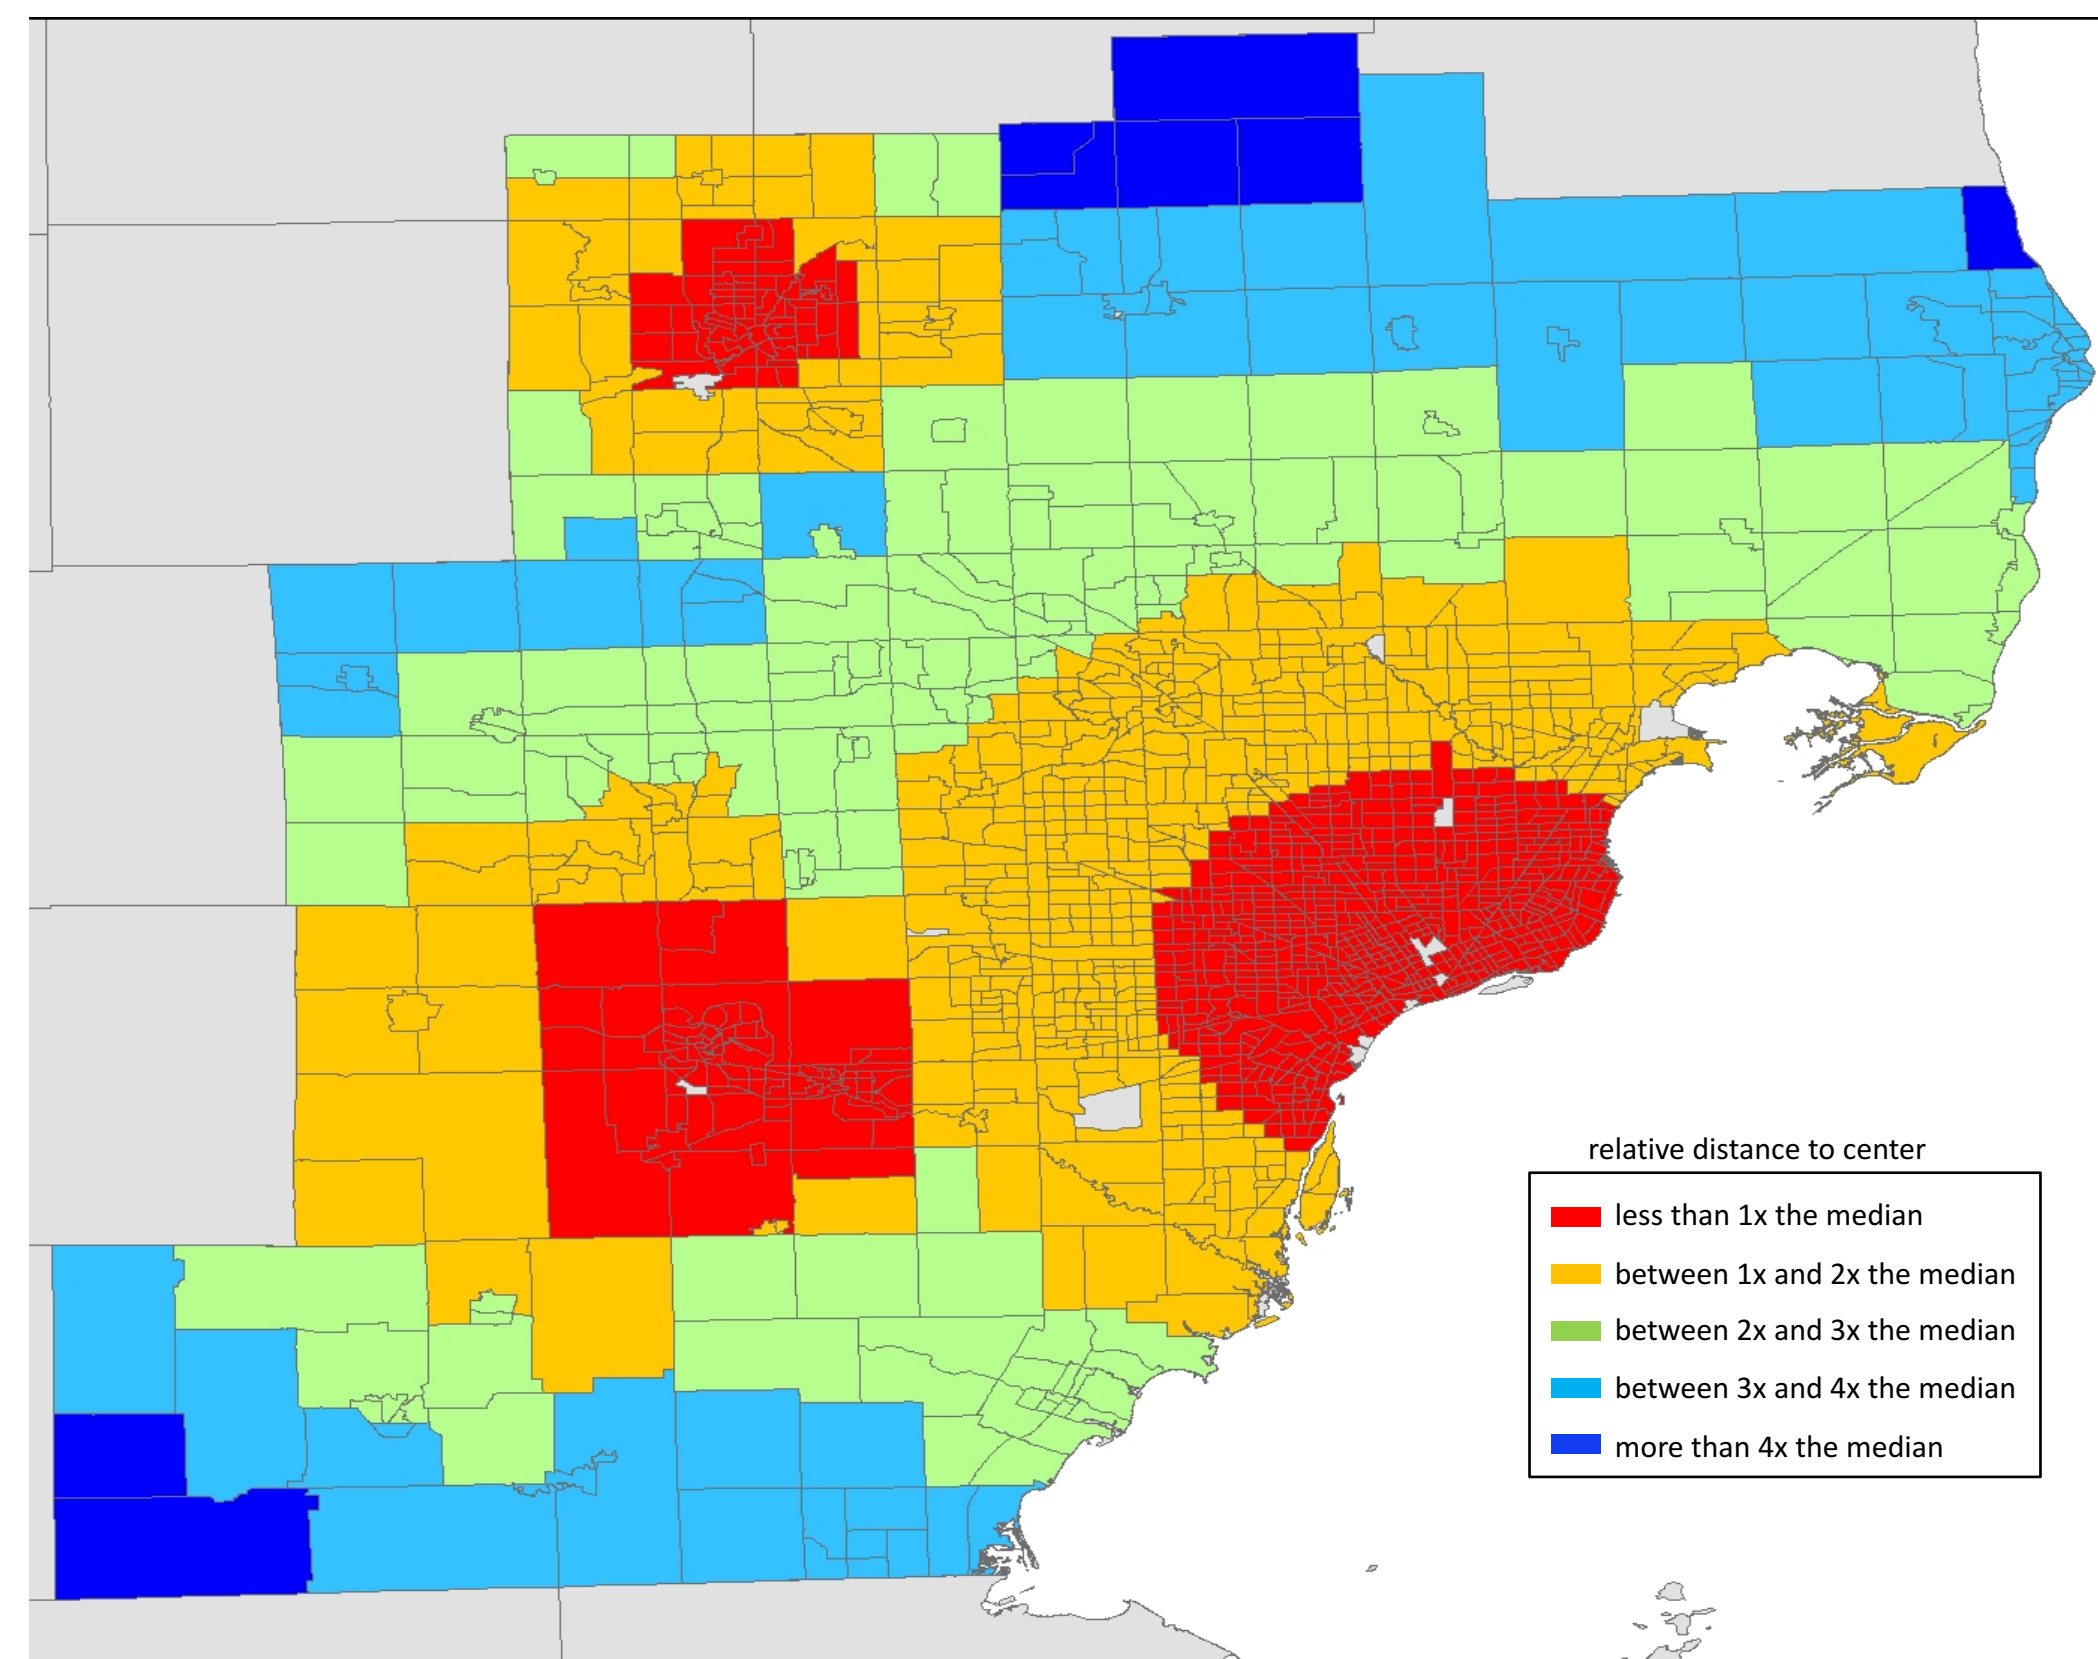 relative distance to center
less than 1x the median
between 1x and 2x the median
between 2x and 3x the median
between 3x and 4x the median
more than 4x the median